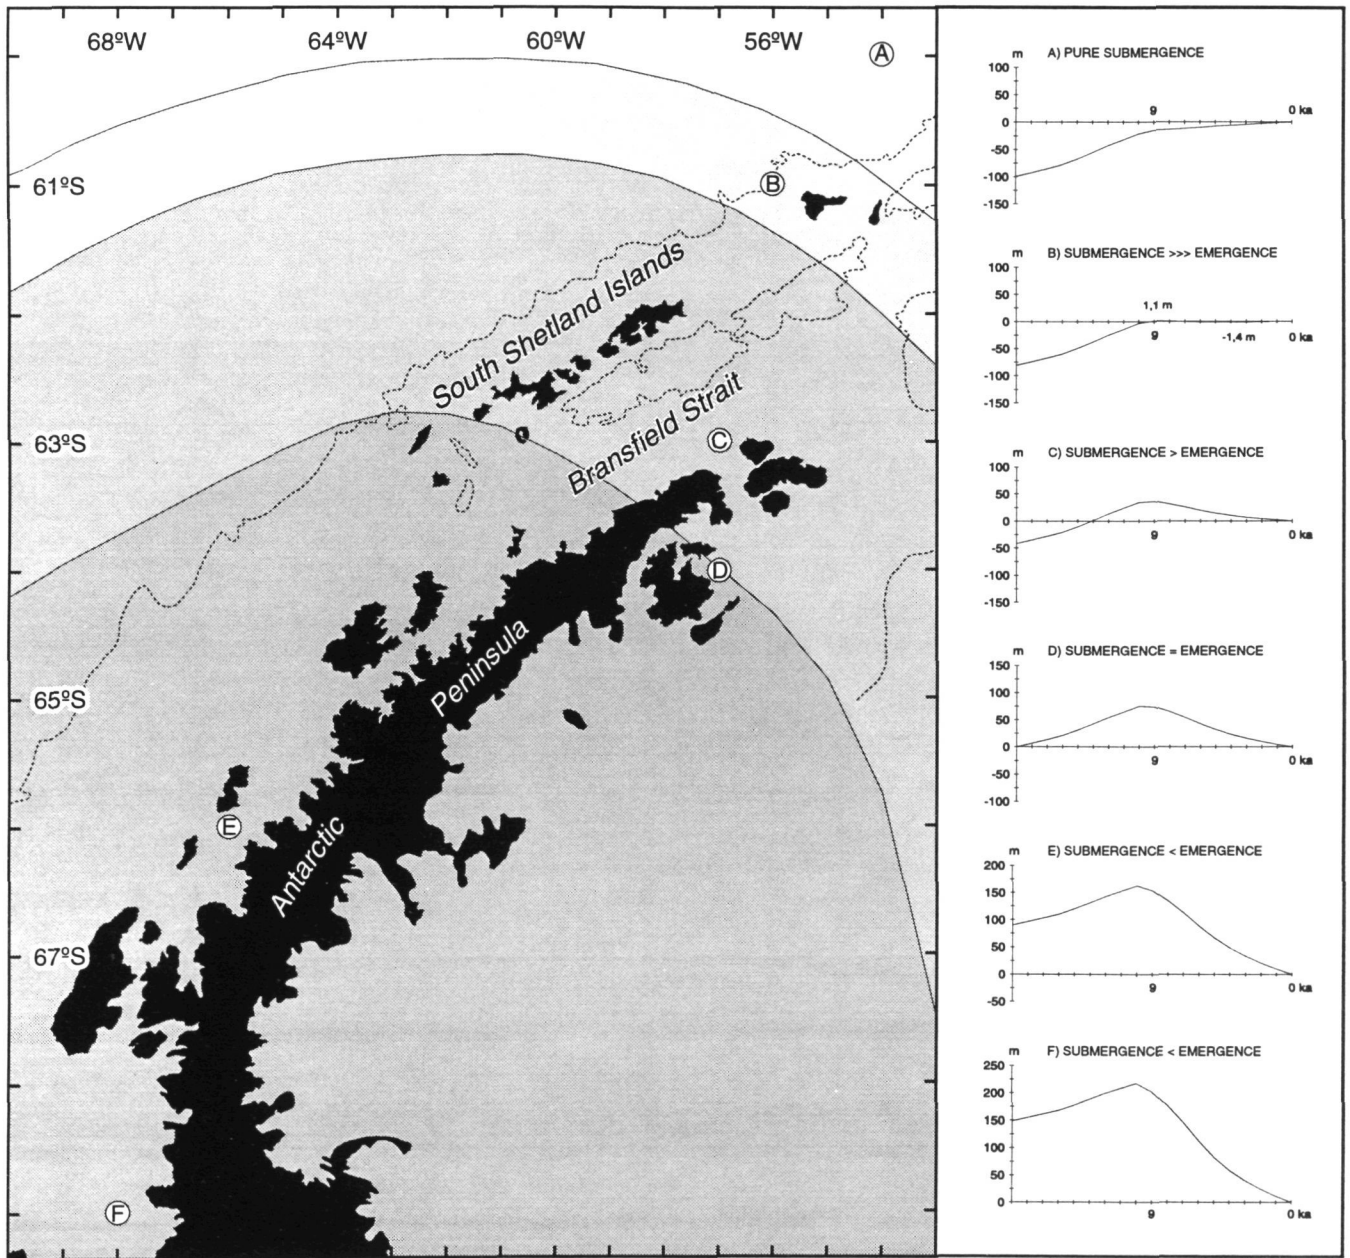 68ºW 64ºW 60ºW 56ºW
A
61ºS
B
South Shetland Islands
63ºS
Bransfield Strait
C
D
Peninsula
65ºS
E
Antarctic
67ºS
F
m A) PURE SUBMERGENCE
100
50
0
-50
-100
-150
9 0 ka
m B) SUBMERGENCE >>> EMERGENCE
100
50
0
-50
-100
-150
1,1 m
9 -1,4 m 0 ka
m C) SUBMERGENCE > EMERGENCE
100
50
0
-50
-100
-150
9 0 ka
m D) SUBMERGENCE = EMERGENCE
150
100
50
0
-50
-100
9 0 ka
m E) SUBMERGENCE < EMERGENCE
200
150
100
50
0
-50
9 0 ka
m F) SUBMERGENCE < EMERGENCE
250
200
150
100
50
0
9 0 ka